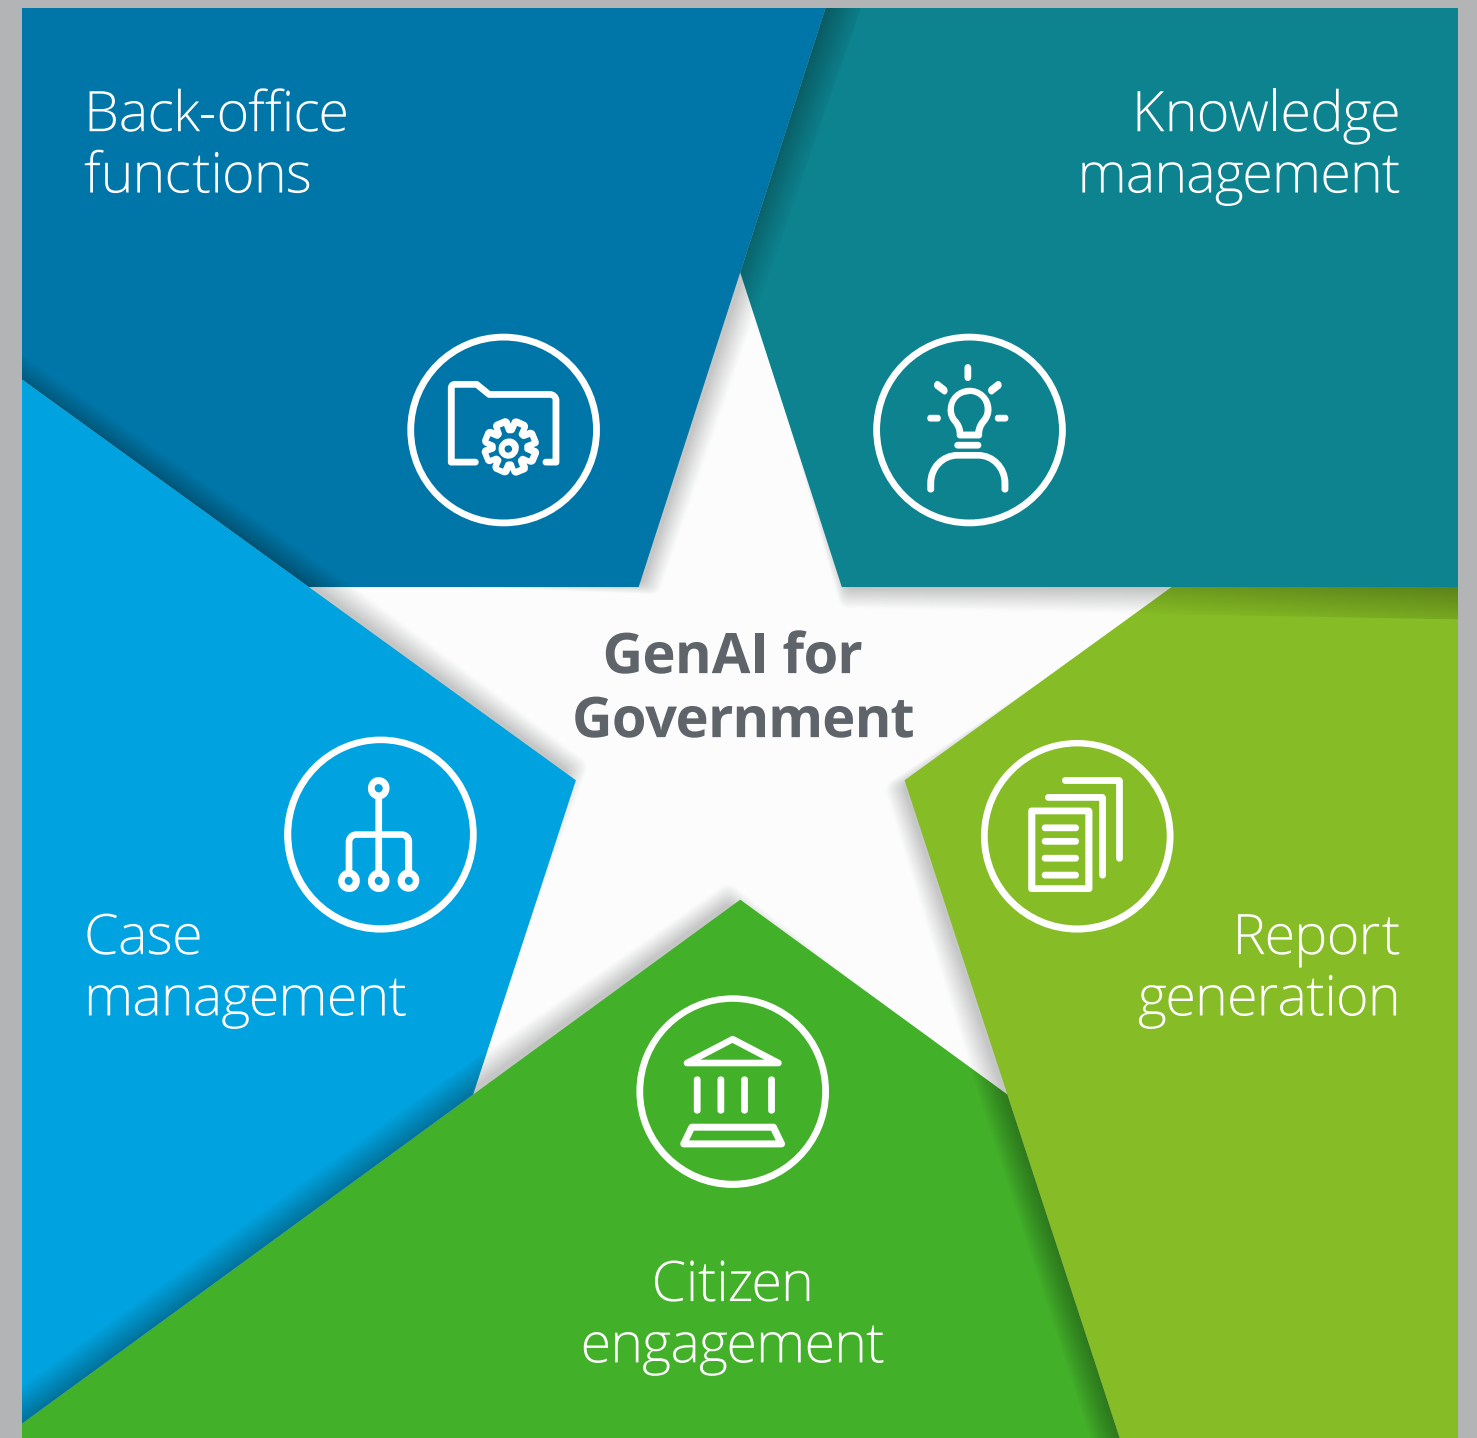 Back-office
functions
Knowledge
management
GenAI for
Government
Case
management
Report
generation
Citizen
engagement